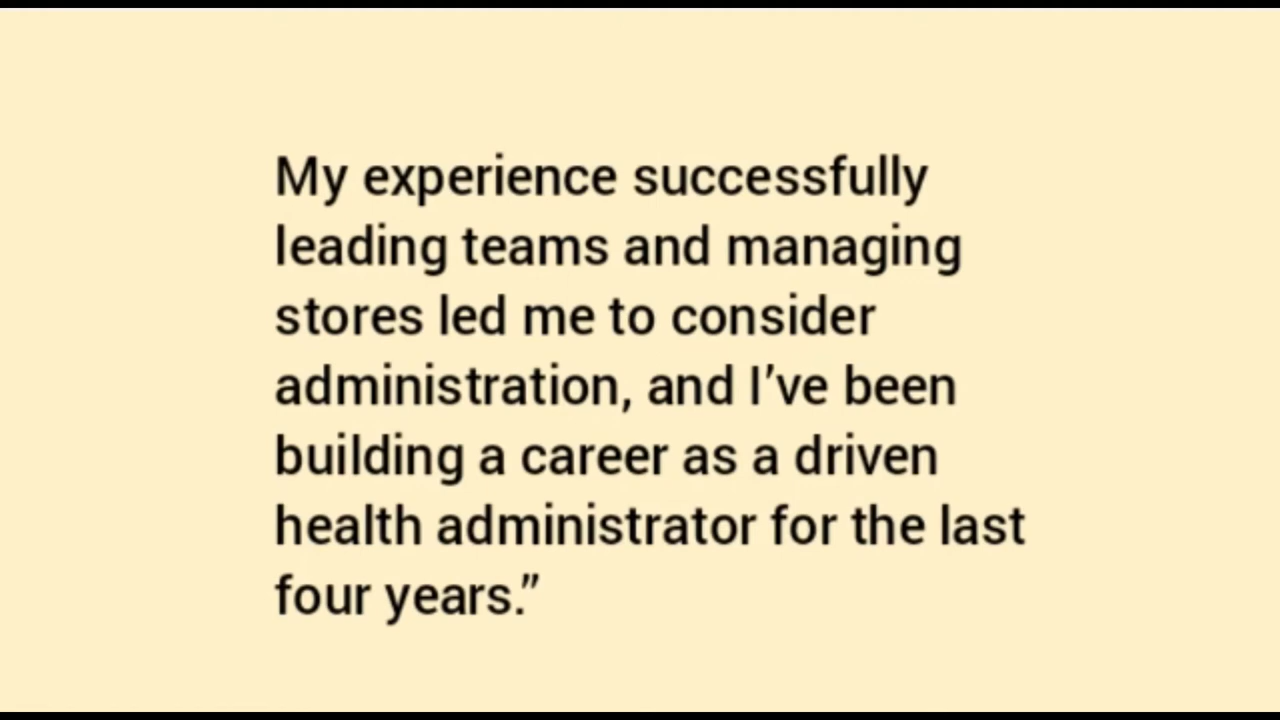 My experience successfully
leading teams and managing
stores led me to consider
administration, and I’ve been
building a career as a driven
health administrator for the last
four years.”